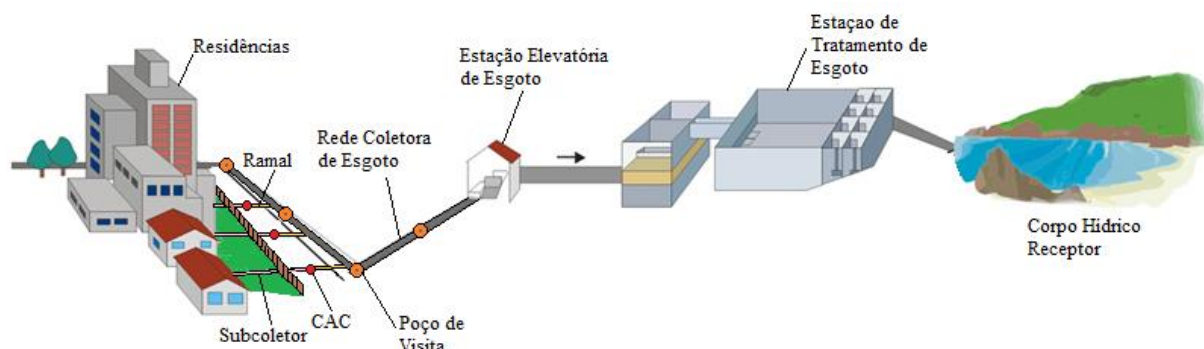 Residências
Estação Elevatória
de Esgoto
Estaçao de
Tratamento de
Esgoto
Rede Coletora
de Esgoto
Ramal
Corpo Hídrico
Receptor
CAC
Subcoletor
Poço de
Visita